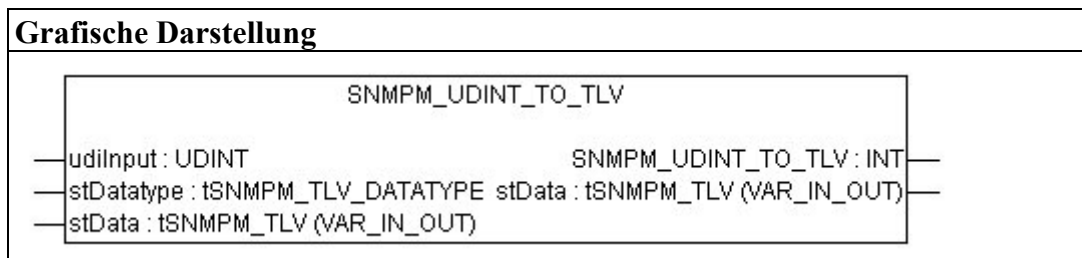 Grafische Darstellung
SNMPM_UDINT_TO_TLV
udiInput : UDINT SNMPM_UDINT_TO_TLV : INT
stDatatype : tSNMPM_TLV_DATATYPE stData : tSNMPM_TLV (VAR_IN_OUT)
stData : tSNMPM_TLV (VAR_IN_OUT)